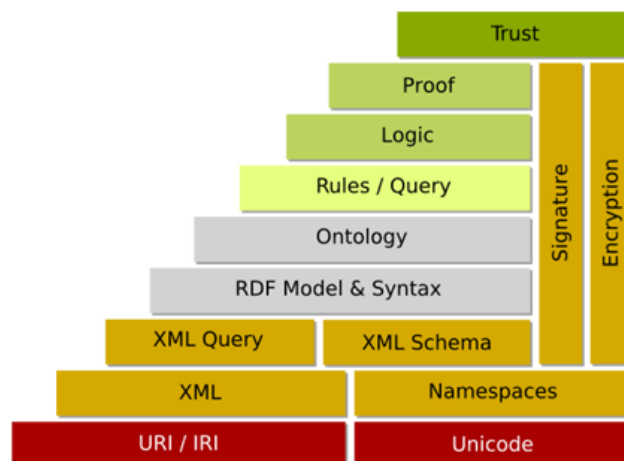 Trust
Proof
Logic
Rules / Query
Ontology
RDF Model & Syntax
Signature
Encryption
XML Query
XML Schema
XML
Namespaces
URI / IRI
Unicode